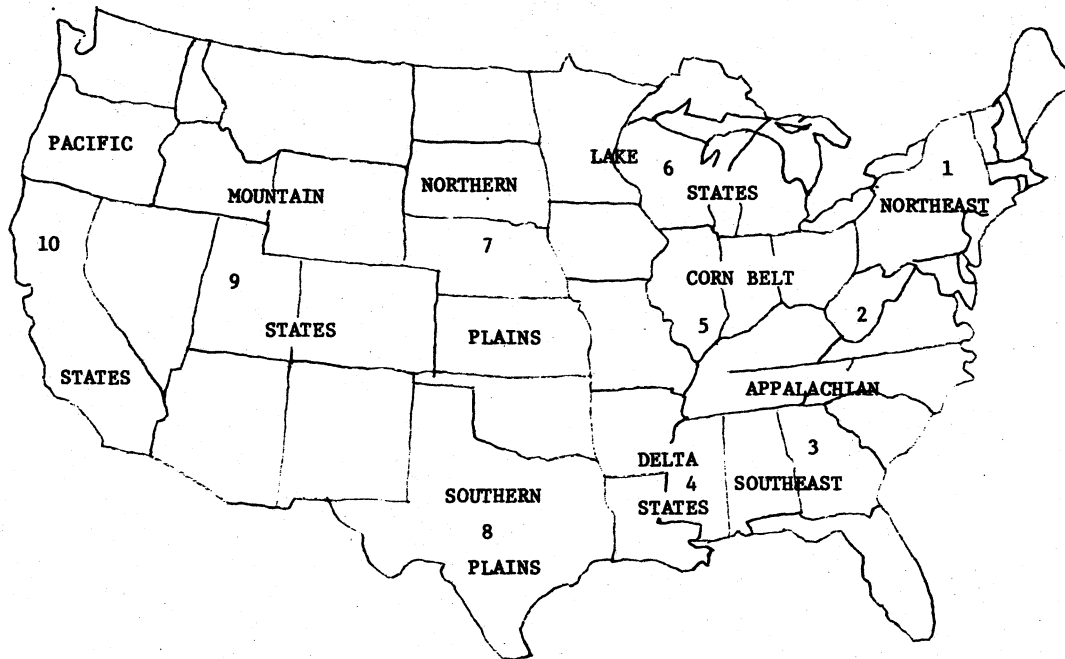 PACIFIC
10
STATES
MOUNTAIN
9
STATES
NORTHERN
7
PLAINS
SOUTHERN
8
PLAINS
LAKE
6
STATES
CORN BELT
5
DELTA
4
STATES
1
NORTHEAST
2
APPALACHIAN
3
SOUTHEAST